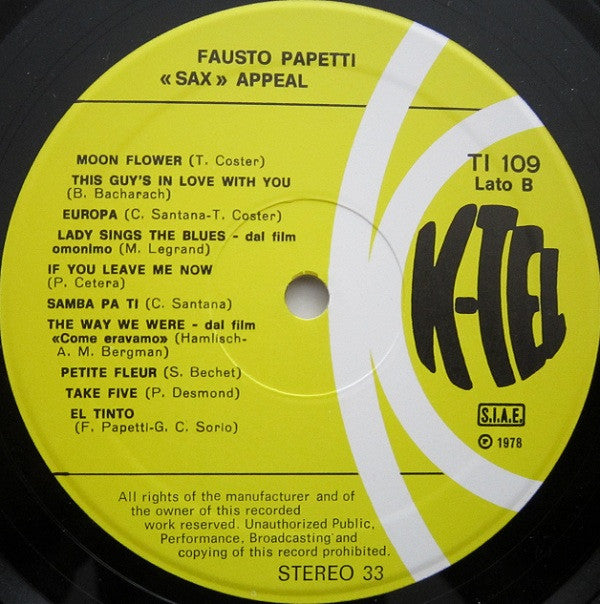 FAUSTO PAPETTI
«SAX» APPEAL
MOON FLOWER (T. Coster)
THIS GUY'S IN LOVE WITH YOU
(B. Bacharach)
EUROPA (C. Santana-T. Coster)
LADY SINGS THE BLUES - dal film
omonimo (M. Legrand)
IF YOU LEAVE ME NOW
(P. Cetera)
SAMBA PA TI (C. Santana)
THE WAY WE WERE - dal film
«Come eravamo» (Hamlisch-
A. M. Bergman)
PETITE FLEUR (S. Bechet)
TAKE FIVE (P. Desmond)
EL TINTO
(F. Papetti-G. C. Sorio)
TI 109
Lato B
K-TEL
S.I.A.E.
℗ 1978
All rights of the manufacturer and of
the owner of this recorded
work reserved. Unauthorized Public,
Performance, Broadcasting and
copying of this record prohibited.
STEREO 33